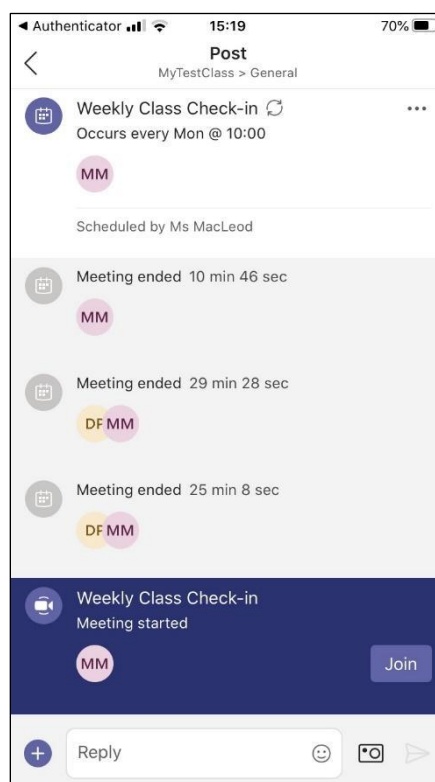 Authenticator 15:19 70%
Post
MyTestClass > General
Weekly Class Check-in
Occurs every Mon @ 10:00
MM
Scheduled by Ms MacLeod
Meeting ended 10 min 46 sec
MM
Meeting ended 29 min 28 sec
DF MM
Meeting ended 25 min 8 sec
DF MM
Weekly Class Check-in
Meeting started
MM
Join
Reply